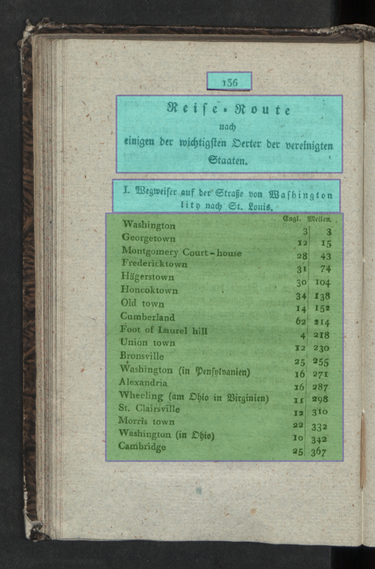 136
Reise-Route
nach
einigen der wichtigsten Oerter der vereinigten
Staaten.
I. Wegweiser auf der Straße von Washington
lity nach St. Louis.
Engl. Meilen.
Washington 3 3
Georgetown 12 15
Montgomery Court-house 28 43
Fredericktown 31 74
Hägerstown 30 104
Honcoktown 34 138
Old town 14 152
Cumberland 62 214
Foot of Laurel hill 4 218
Union town 12 230
Bronsville 25 255
Washington (in Pensylvanien) 16 271
Alexandria 16 287
Wheeling (am Ohio in Virginien) 11 298
St. Clairsville 12 310
Morris town 22 332
Washington (in Ohio) 10 342
Cambridge 25 367